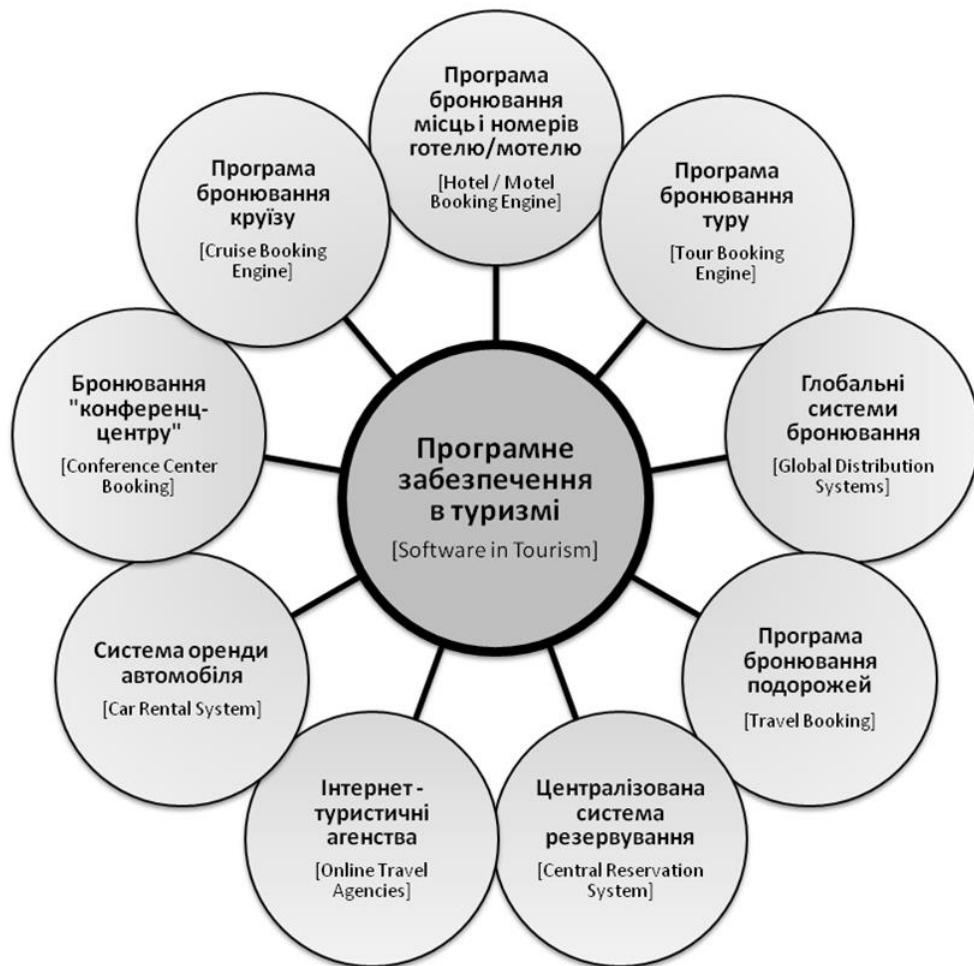 Програма
бронювання
місць і номерів
готелю/мотелю
[Hotel / Motel
Booking Engine]
Програма
бронювання
туру
[Tour Booking
Engine]
Глобальні
системи
бронювання
[Global Distribution
Systems]
Програма
бронювання
подорожей
[Travel Booking]
Централізована
система
резервування
[Central Reservation
System]
Інтернет -
туристичні
агенства
[Online Travel
Agencies]
Система оренди
автомобіля
[Car Rental System]
Бронювання
"конференц-
центру"
[Conference Center
Booking]
Програма
бронювання
круїзу
[Cruise Booking
Engine]
Програмне
забезпечення
в туризмі
[Software in Tourism]